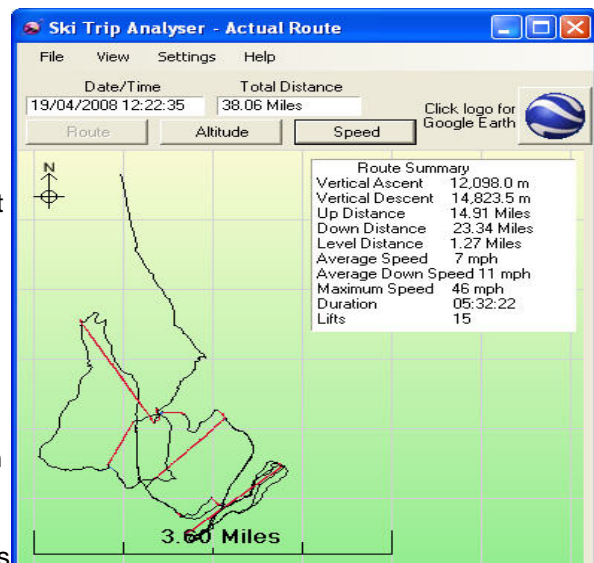 Ski Trip Analyser - Actual Route
File View Settings Help
Date/Time Total Distance
19/04/2008 12:22:35 38.06 Miles
Click logo for
Google Earth
Route Altitude Speed
N
Route Summary
Vertical Ascent 12,098.0 m
Vertical Descent 14,823.5 m
Up Distance 14.91 Miles
Down Distance 23.34 Miles
Level Distance 1.27 Miles
Average Speed 7 mph
Average Down Speed 11 mph
Maximum Speed 46 mph
Duration 05:32:22
Lifts 15
3.60 Miles